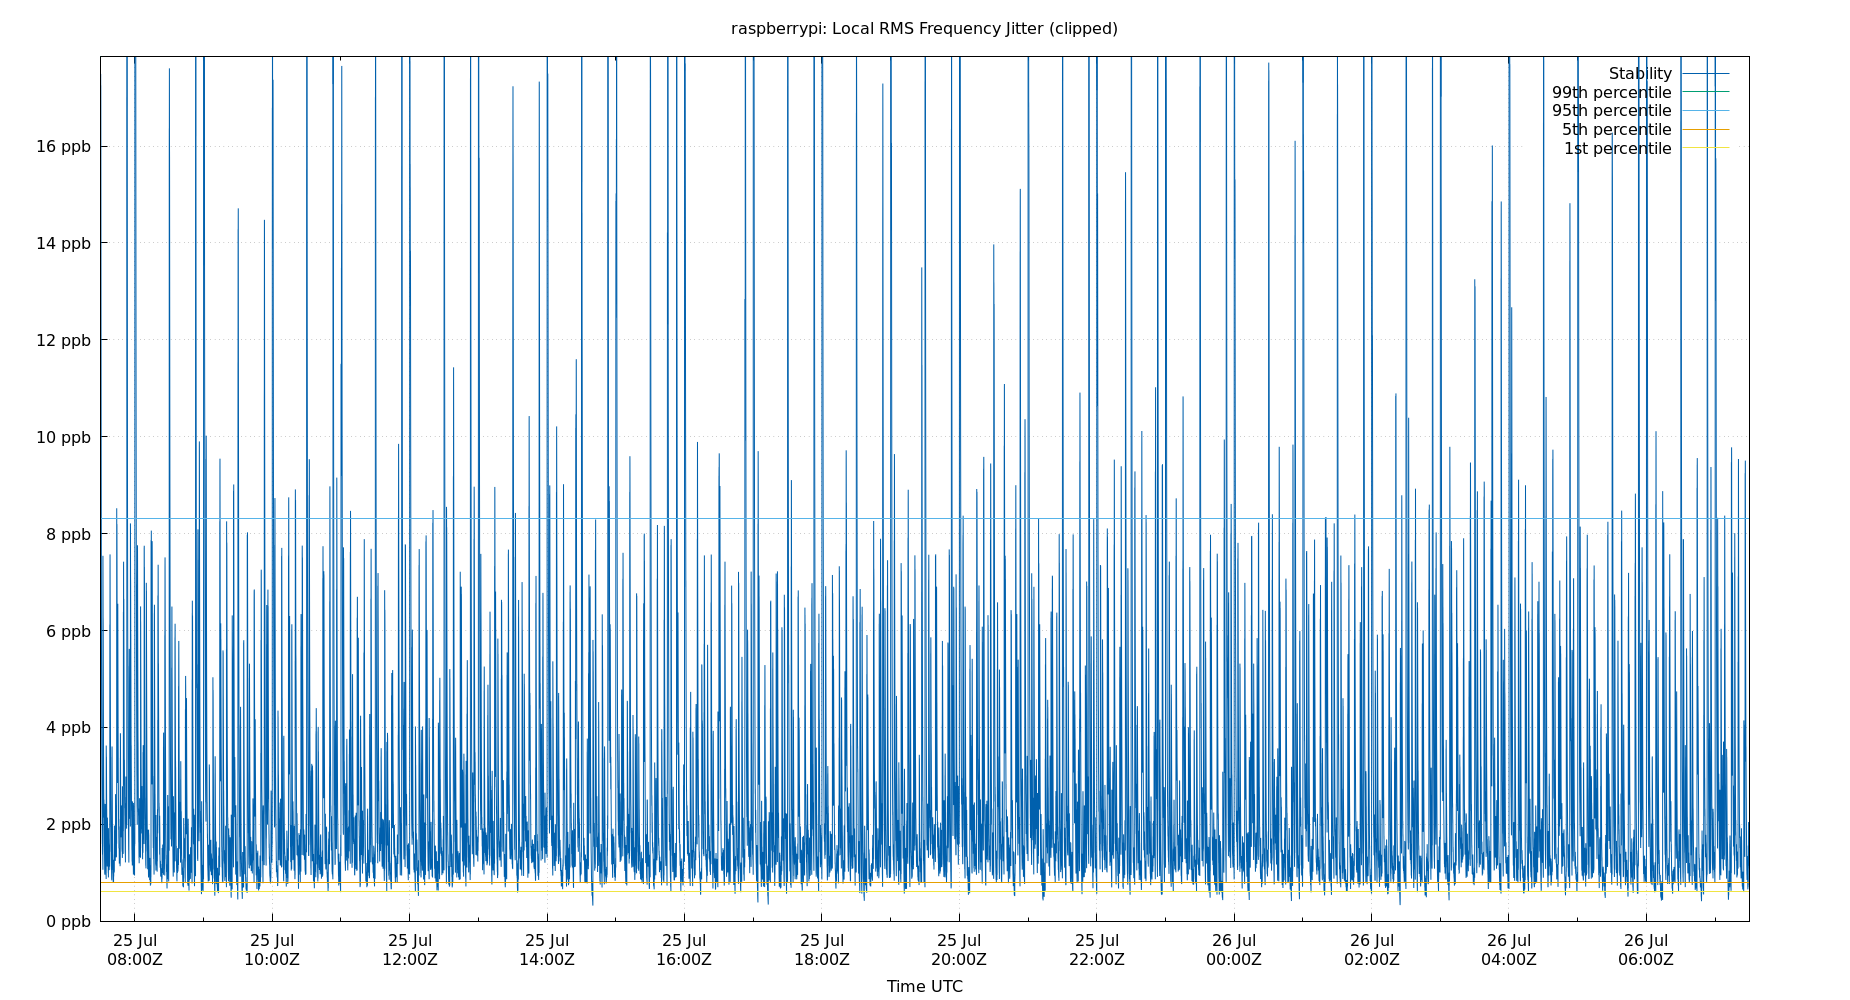 raspberrypi: Local RMS Frequency Jitter (clipped)
Stability
99th percentile
95th percentile
5th percentile
1st percentile
16 ppb
14 ppb
12 ppb
10 ppb
8 ppb
6 ppb
4 ppb
2 ppb
0 ppb
25 Jul 25 Jul 25 Jul 25 Jul 25 Jul 25 Jul 25 Jul 25 Jul 26 Jul 26 Jul 26 Jul 26 Jul
08:00Z 10:00Z 12:00Z 14:00Z 16:00Z 18:00Z 20:00Z 22:00Z 00:00Z 02:00Z 04:00Z 06:00Z
Time UTC